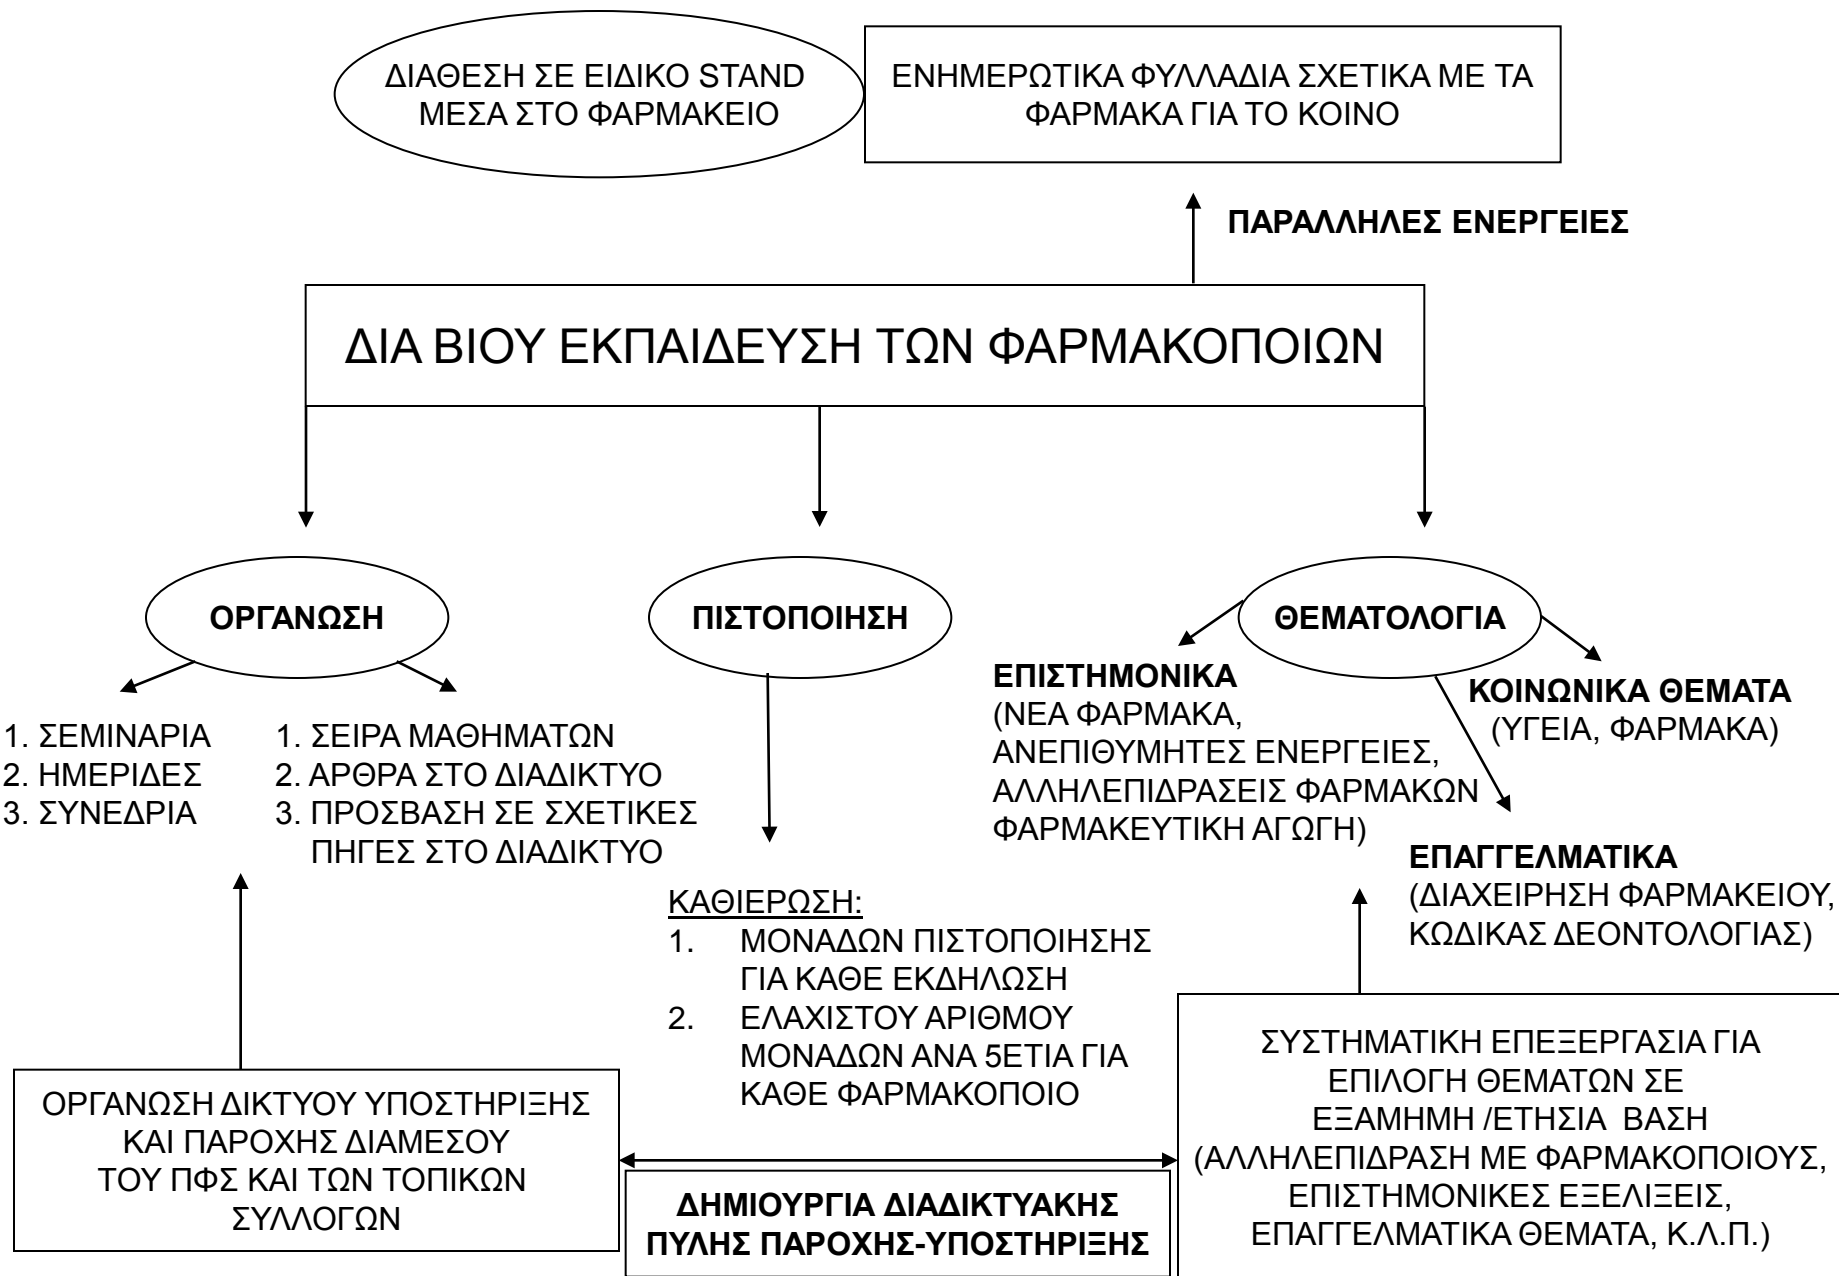 ΔΙΑΘΕΣΗ ΣΕ ΕΙΔΙΚΟ STAND
ΜΕΣΑ ΣΤΟ ΦΑΡΜΑΚΕΙΟ
ΕΝΗΜΕΡΩΤΙΚΑ ΦΥΛΛΑΔΙΑ ΣΧΕΤΙΚΑ ΜΕ ΤΑ
ΦΑΡΜΑΚΑ ΓΙΑ ΤΟ ΚΟΙΝΟ
ΠΑΡΑΛΛΗΛΕΣ ΕΝΕΡΓΕΙΕΣ
ΔΙΑ ΒΙΟΥ ΕΚΠΑΙΔΕΥΣΗ ΤΩΝ ΦΑΡΜΑΚΟΠΟΙΩΝ
ΟΡΓΑΝΩΣΗ
1. ΣΕΜΙΝΑΡΙΑ
2. ΗΜΕΡΙΔΕΣ
3. ΣΥΝΕΔΡΙΑ
1. ΣΕΙΡΑ ΜΑΘΗΜΑΤΩΝ
2. ΑΡΘΡΑ ΣΤΟ ΔΙΑΔΙΚΤΥΟ
3. ΠΡΟΣΒΑΣΗ ΣΕ ΣΧΕΤΙΚΕΣ
ΠΗΓΕΣ ΣΤΟ ΔΙΑΔΙΚΤΥΟ
ΟΡΓΑΝΩΣΗ ΔΙΚΤΥΟΥ ΥΠΟΣΤΗΡΙΞΗΣ
ΚΑΙ ΠΑΡΟΧΗΣ ΔΙΑΜΕΣΟΥ
ΤΟΥ ΠΦΣ ΚΑΙ ΤΩΝ ΤΟΠΙΚΩΝ
ΣΥΛΛΟΓΩΝ
ΠΙΣΤΟΠΟΙΗΣΗ
ΚΑΘΙΕΡΩΣΗ:
1. ΜΟΝΑΔΩΝ ΠΙΣΤΟΠΟΙΗΣΗΣ
ΓΙΑ ΚΑΘΕ ΕΚΔΗΛΩΣΗ
2. ΕΛΑΧΙΣΤΟΥ ΑΡΙΘΜΟΥ
ΜΟΝΑΔΩΝ ΑΝΑ 5ΕΤΙΑ ΓΙΑ
ΚΑΘΕ ΦΑΡΜΑΚΟΠΟΙΟ
ΔΗΜΙΟΥΡΓΙΑ ΔΙΑΔΙΚΤΥΑΚΗΣ
ΠΥΛΗΣ ΠΑΡΟΧΗΣ-ΥΠΟΣΤΗΡΙΞΗΣ
ΘΕΜΑΤΟΛΟΓΙΑ
ΕΠΙΣΤΗΜΟΝΙΚΑ
(ΝΕΑ ΦΑΡΜΑΚΑ,
ΑΝΕΠΙΘΥΜΗΤΕΣ ΕΝΕΡΓΕΙΕΣ,
ΑΛΛΗΛΕΠΙΔΡΑΣΕΙΣ ΦΑΡΜΑΚΩΝ
ΦΑΡΜΑΚΕΥΤΙΚΗ ΑΓΩΓΗ)
ΚΟΙΝΩΝΙΚΑ ΘΕΜΑΤΑ
(ΥΓΕΙΑ, ΦΑΡΜΑΚΑ)
ΕΠΑΓΓΕΛΜΑΤΙΚΑ
(ΔΙΑΧΕΙΡΗΣΗ ΦΑΡΜΑΚΕΙΟΥ,
ΚΩΔΙΚΑΣ ΔΕΟΝΤΟΛΟΓΙΑΣ)
ΣΥΣΤΗΜΑΤΙΚΗ ΕΠΕΞΕΡΓΑΣΙΑ ΓΙΑ
ΕΠΙΛΟΓΗ ΘΕΜΑΤΩΝ ΣΕ
ΕΞΑΜΗΜΗ /ΕΤΗΣΙΑ ΒΑΣΗ
(ΑΛΛΗΛΕΠΙΔΡΑΣΗ ΜΕ ΦΑΡΜΑΚΟΠΟΙΟΥΣ,
ΕΠΙΣΤΗΜΟΝΙΚΕΣ ΕΞΕΛΙΞΕΙΣ,
ΕΠΑΓΓΕΛΜΑΤΙΚΑ ΘΕΜΑΤΑ, Κ.Λ.Π.)